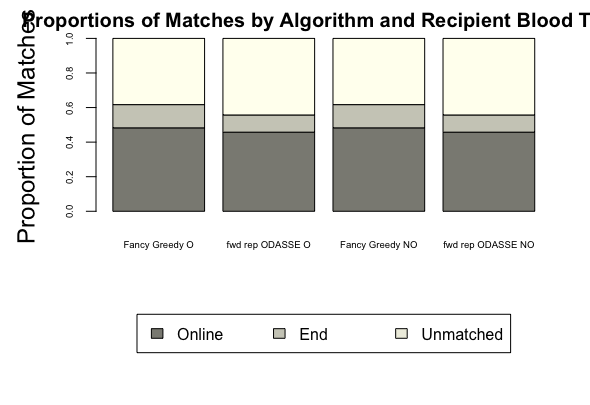 Proportions of Matches by Algorithm and Recipient Blood T
Proportion of Matches
1.0
0.8
0.6
0.4
0.2
0.0
Fancy Greedy O fwd rep ODASSE O Fancy Greedy NO fwd rep ODASSE NO
Online End Unmatched